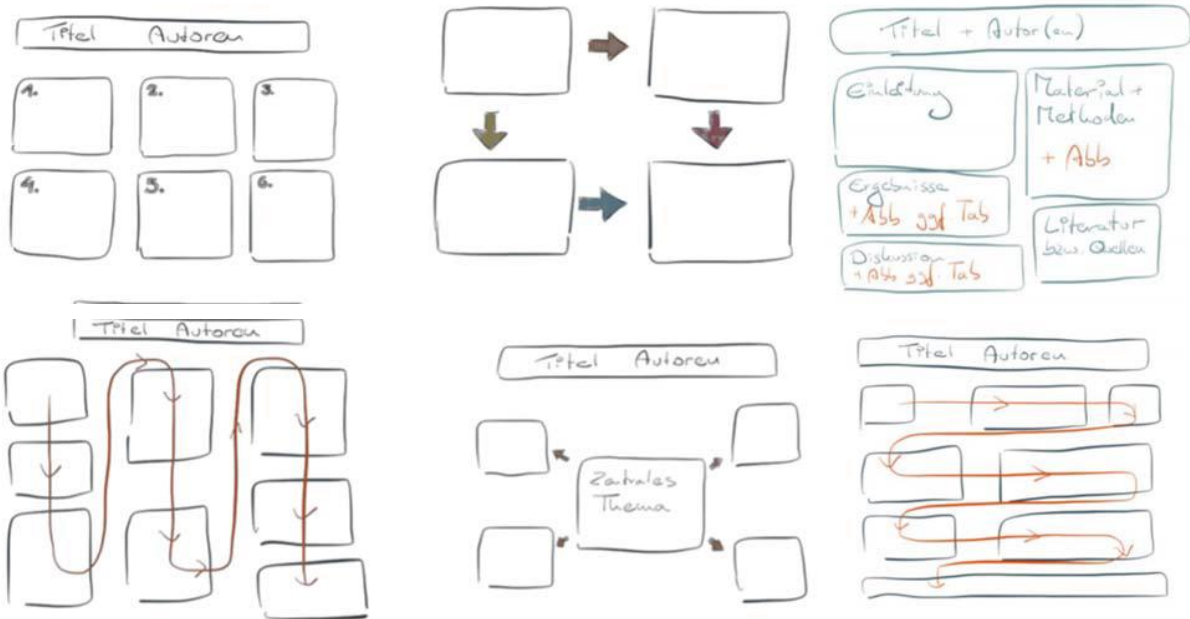 Titel Autoren
1. 2. 3.
4. 5. 6.
Titel + Autor(en)
Einleitung
Material +
Methoden
+ Abb
Ergebnisse
+ Abb ggf. Tab
Diskussion
+ Abb ggf. Tab
Literatur
bzw. Quellen
Titel Autoren
Titel Autoren
Zentrales
Thema
Titel Autoren